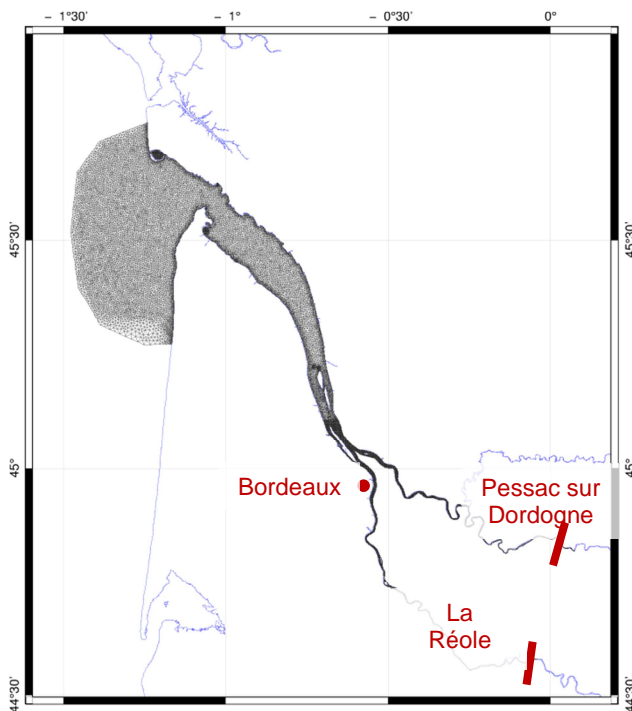 - 1°30' - 1° - 0°30' 0°
45°30' 45°30'
45° 45°
Bordeaux
Pessac sur
Dordogne
La
Réole
44°30' 44°30'